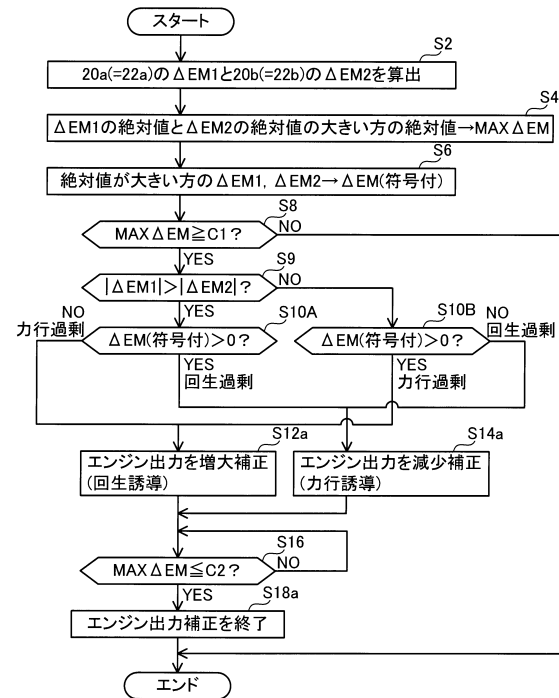 スタート
S2
20a(=22a)のΔEM1と20b(=22b)のΔEM2を算出
S4
ΔEM1の絶対値とΔEM2の絶対値の大きい方の絶対値→MAXΔEM
S6
絶対値が大きい方のΔEM1, ΔEM2→ΔEM(符号付)
S8
MAXΔEM≧C1?
NO
YES
S9
|ΔEM1|>|ΔEM2|?
NO
YES
S10A
S10B
NO
力行過剰
ΔEM(符号付)>0?
ΔEM(符号付)>0?
NO
回生過剰
YES
回生過剰
YES
力行過剰
S12a
S14a
エンジン出力を増大補正
(回生誘導)
エンジン出力を減少補正
(力行誘導)
S16
MAXΔEM≦C2?
NO
YES
S18a
エンジン出力補正を終了
エンド